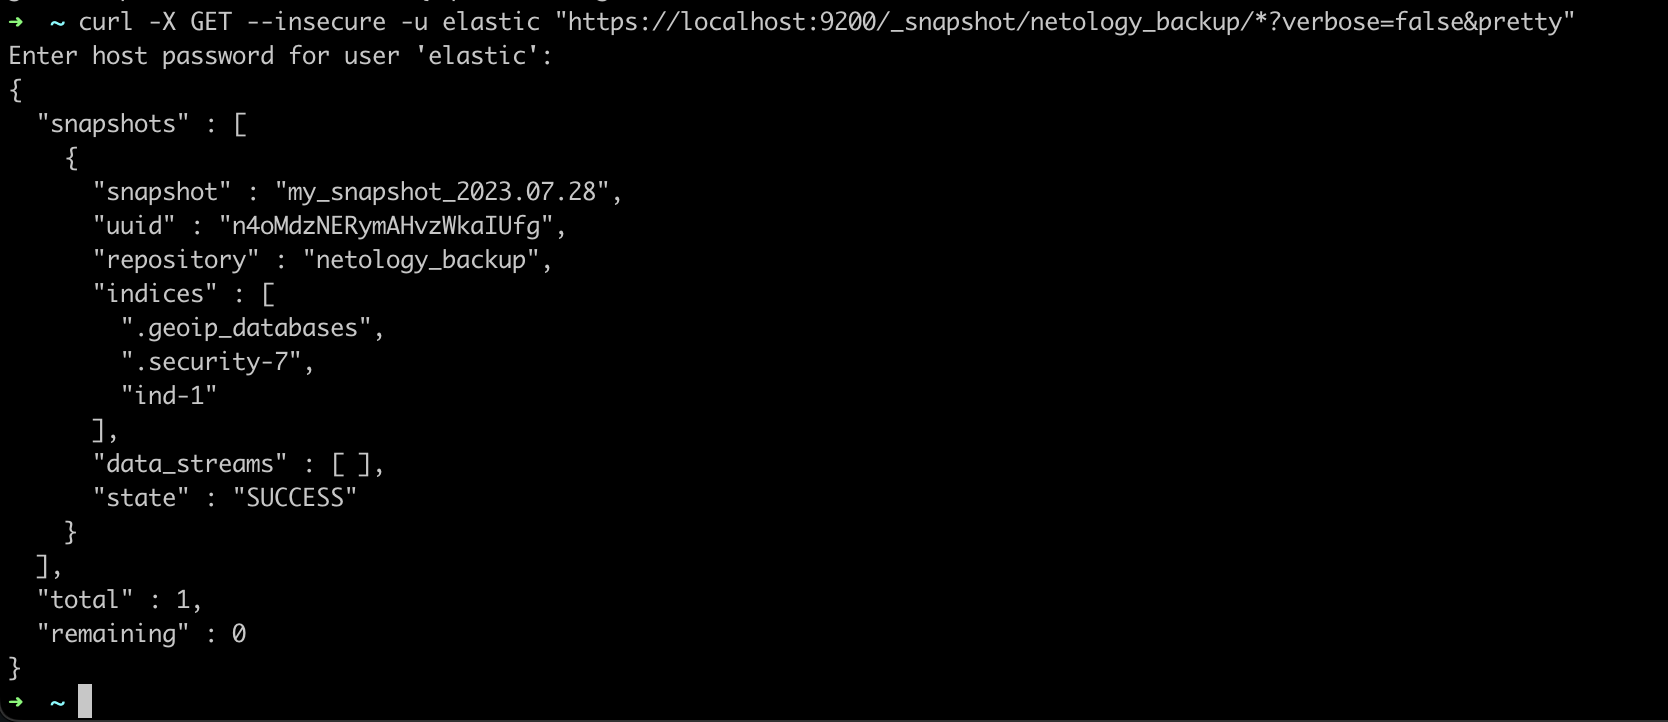 ➜  ~ curl -X GET --insecure -u elastic "https://localhost:9200/_snapshot/netology_backup/*?verbose=false&pretty"
Enter host password for user 'elastic':
{
  "snapshots" : [
    {
      "snapshot" : "my_snapshot_2023.07.28",
      "uuid" : "n4oMdzNERymAHvzWkaIUfg",
      "repository" : "netology_backup",
      "indices" : [
        ".geoip_databases",
        ".security-7",
        "ind-1"
      ],
      "data_streams" : [ ],
      "state" : "SUCCESS"
    }
  ],
  "total" : 1,
  "remaining" : 0
}
➜  ~